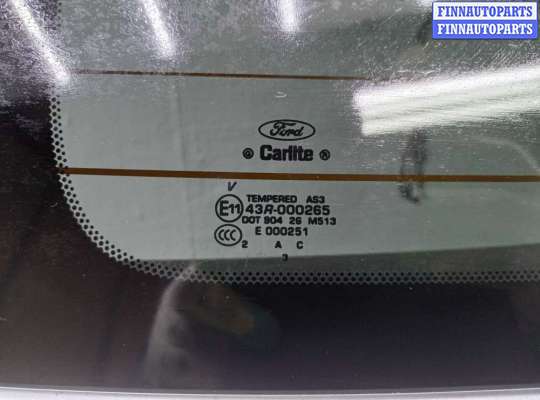 FINNAUTOPARTS
FINNAUTOPARTS
Ford
Carlite ®
V
TEMPERED AS3
E11 43R-000265
DOT 904 26 M513
CCC E 000251
2 A C
3